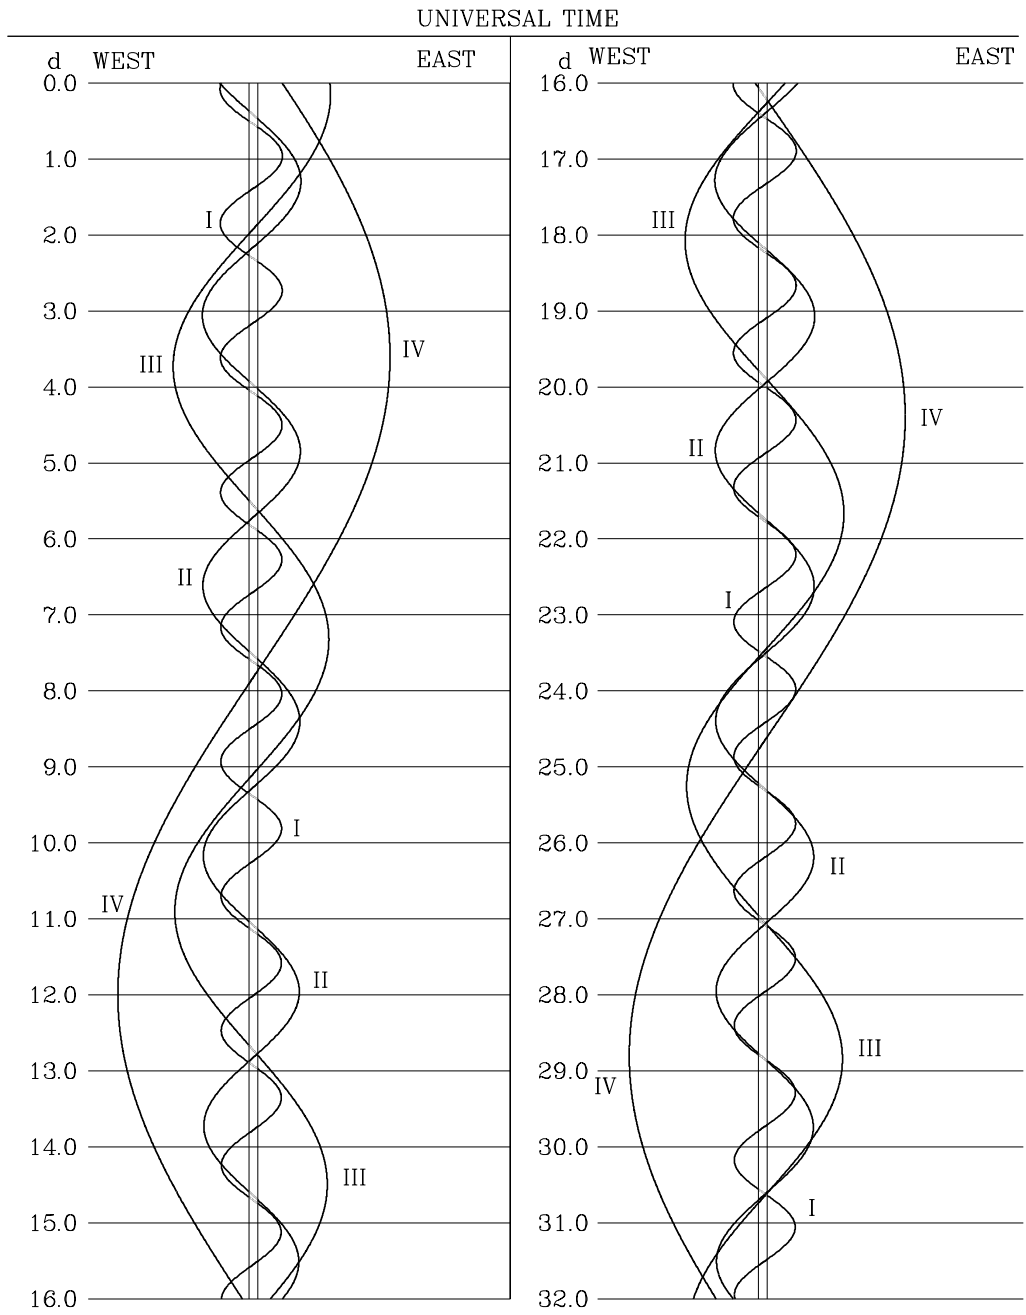 UNIVERSAL TIME
d WEST EAST
0.0
1.0
I
2.0
3.0
III
IV
4.0
5.0
6.0
II
7.0
8.0
9.0
I
10.0
IV
11.0
II
12.0
13.0
14.0
III
15.0
16.0
d WEST EAST
16.0
17.0
III
18.0
19.0
20.0
IV
II
21.0
22.0
I
23.0
24.0
25.0
26.0
II
27.0
28.0
III
29.0
IV
30.0
I
31.0
32.0